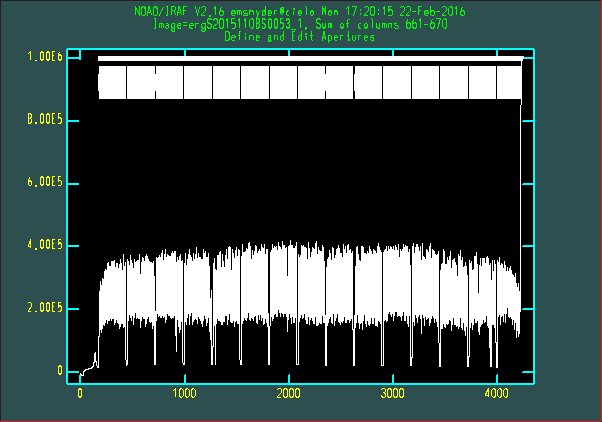 NOAO/IRAF V2.16 emsnyder@cielo Mon 17:20:15 22-Feb-2016
Image=ergS20151108S0053_1, Sum of columns 661-670
Define and Edit Apertures
1.00E6
8.00E5
6.00E5
4.00E5
2.00E5
0
0 1000 2000 3000 4000